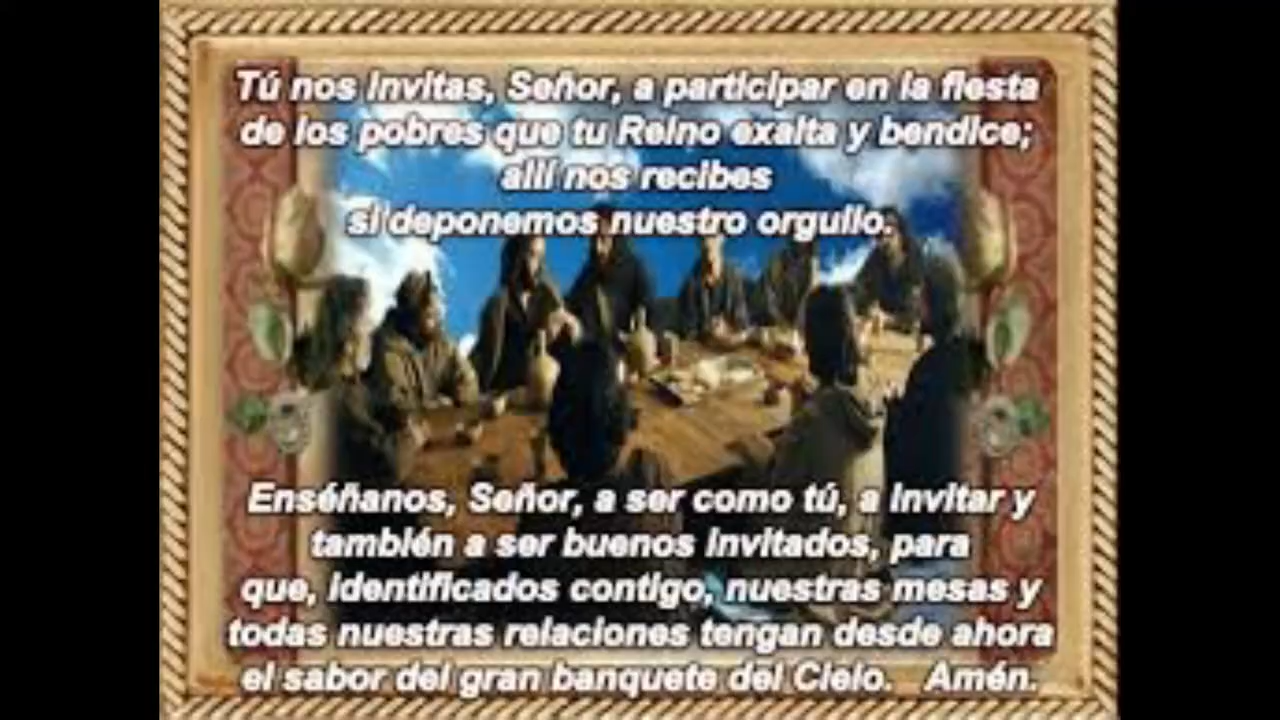 Tú nos invitas, Señor, a participar en la fiesta
de los pobres que tu Reino exalta y bendice;
allí nos recibes
si deponemos nuestro orgullo.
Enséñanos, Señor, a ser como tú, a invitar y
también a ser buenos invitados, para
que, identificados contigo, nuestras mesas y
todas nuestras relaciones tengan desde ahora
el sabor del gran banquete del Cielo. Amén.